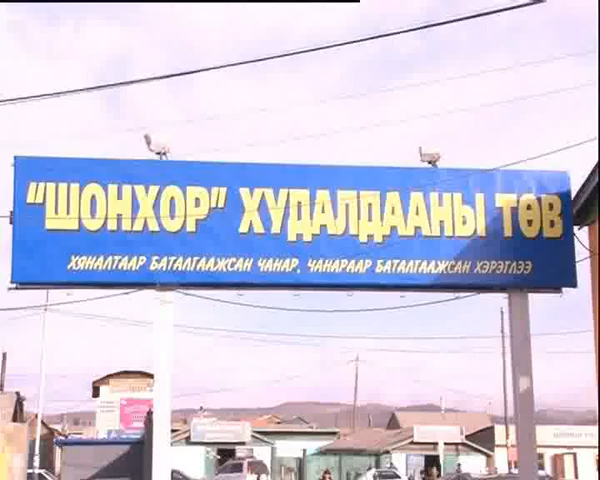 "ШОНХОР" ХУДАЛДААНЫ ТӨВ
ХЯНАЛТААР БАТАЛГААЖСАН ЧАНАР, ЧАНАРААР БАТАЛГААЖСАН ХЭРЭГЛЭЭ